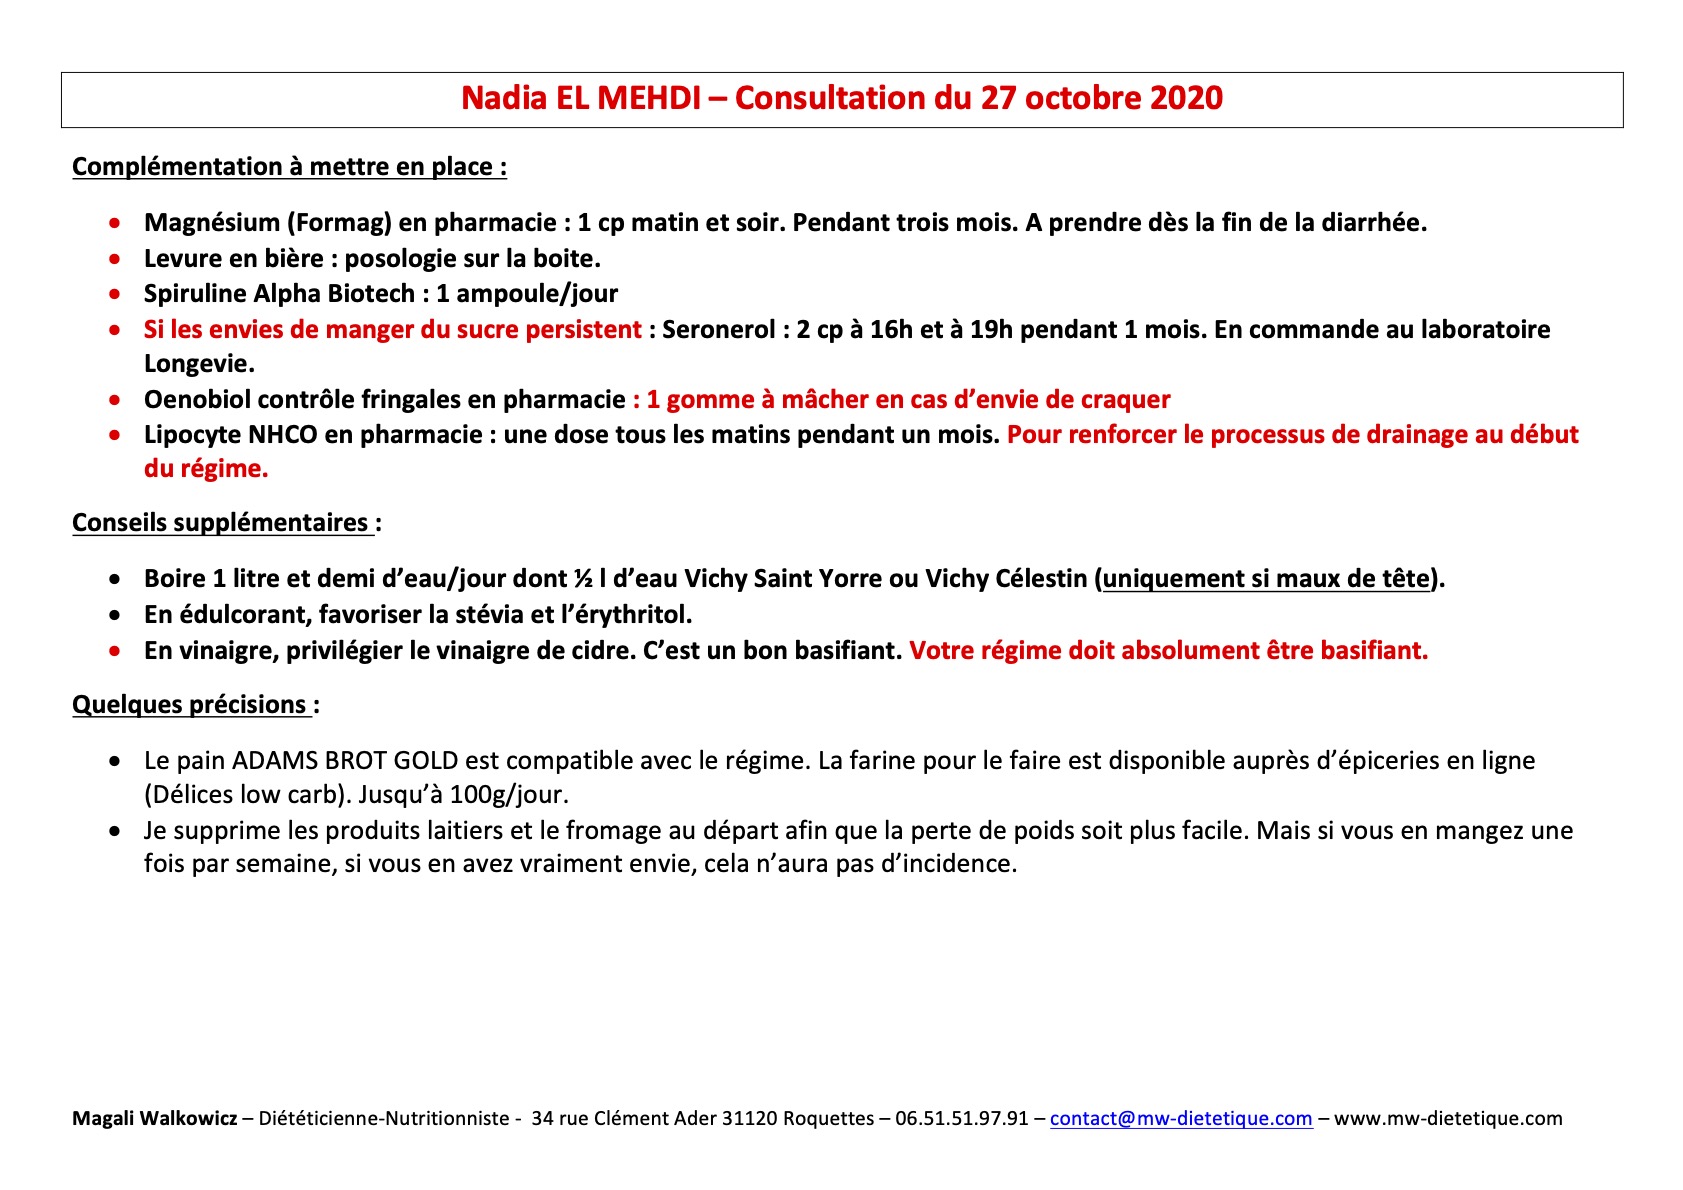 Nadia EL MEHDI – Consultation du 27 octobre 2020
Complémentation à mettre en place :
• Magnésium (Formag) en pharmacie : 1 cp matin et soir. Pendant trois mois. A prendre dès la fin de la diarrhée.
• Levure en bière : posologie sur la boite.
• Spiruline Alpha Biotech : 1 ampoule/jour
• Si les envies de manger du sucre persistent : Seronerol : 2 cp à 16h et à 19h pendant 1 mois. En commande au laboratoire
Longevie.
• Oenobiol contrôle fringales en pharmacie : 1 gomme à mâcher en cas d’envie de craquer
• Lipocyte NHCO en pharmacie : une dose tous les matins pendant un mois. Pour renforcer le processus de drainage au début
du régime.
Conseils supplémentaires :
• Boire 1 litre et demi d’eau/jour dont ½ l d’eau Vichy Saint Yorre ou Vichy Célestin (uniquement si maux de tête).
• En édulcorant, favoriser la stévia et l’érythritol.
• En vinaigre, privilégier le vinaigre de cidre. C’est un bon basifiant. Votre régime doit absolument être basifiant.
Quelques précisions :
• Le pain ADAMS BROT GOLD est compatible avec le régime. La farine pour le faire est disponible auprès d’épiceries en ligne
(Délices low carb). Jusqu’à 100g/jour.
• Je supprime les produits laitiers et le fromage au départ afin que la perte de poids soit plus facile. Mais si vous en mangez une
fois par semaine, si vous en avez vraiment envie, cela n’aura pas d’incidence.
Magali Walkowicz – Diététicienne-Nutritionniste - 34 rue Clément Ader 31120 Roquettes – 06.51.51.97.91 – contact@mw-dietetique.com – www.mw-dietetique.com